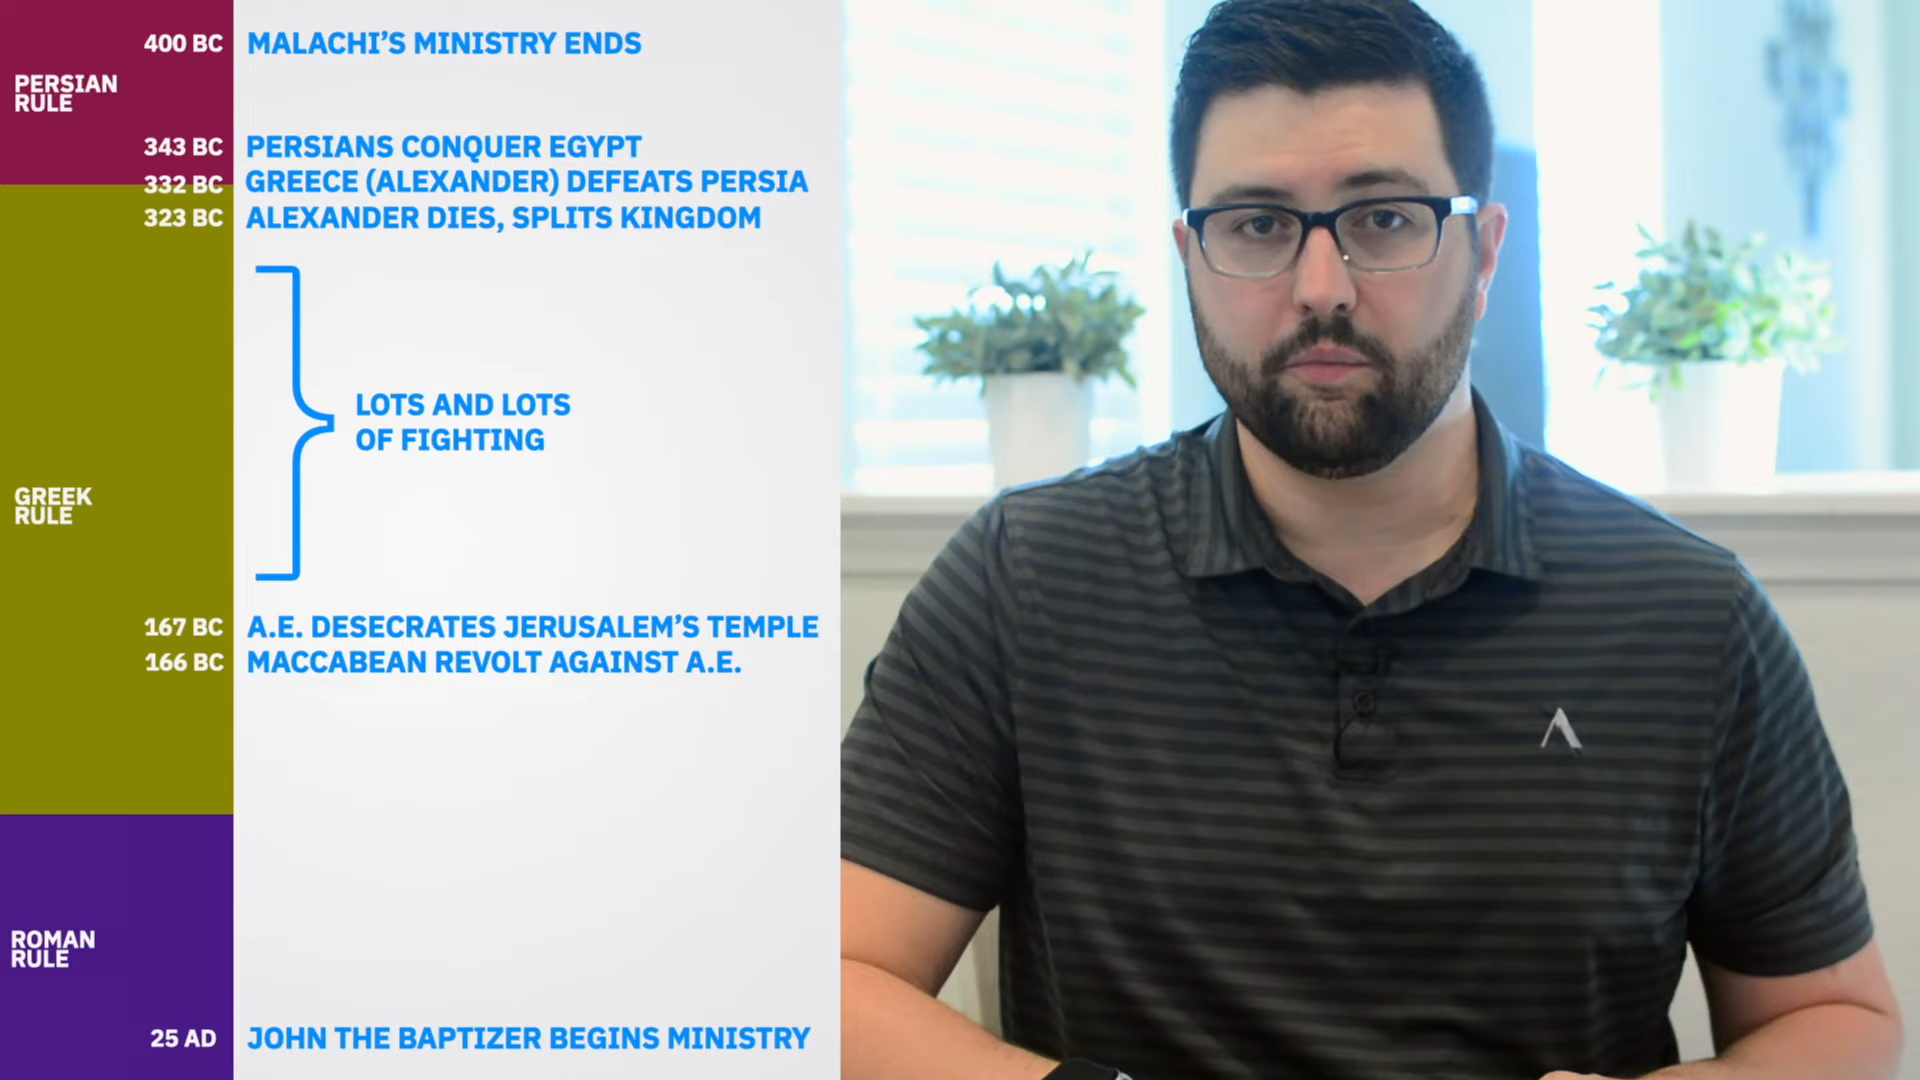 400 BC MALACHI’S MINISTRY ENDS
PERSIAN
RULE
343 BC PERSIANS CONQUER EGYPT
332 BC GREECE (ALEXANDER) DEFEATS PERSIA
323 BC ALEXANDER DIES, SPLITS KINGDOM
LOTS AND LOTS
OF FIGHTING
GREEK
RULE
167 BC A.E. DESECRATES JERUSALEM’S TEMPLE
166 BC MACCABEAN REVOLT AGAINST A.E.
ROMAN
RULE
25 AD JOHN THE BAPTIZER BEGINS MINISTRY